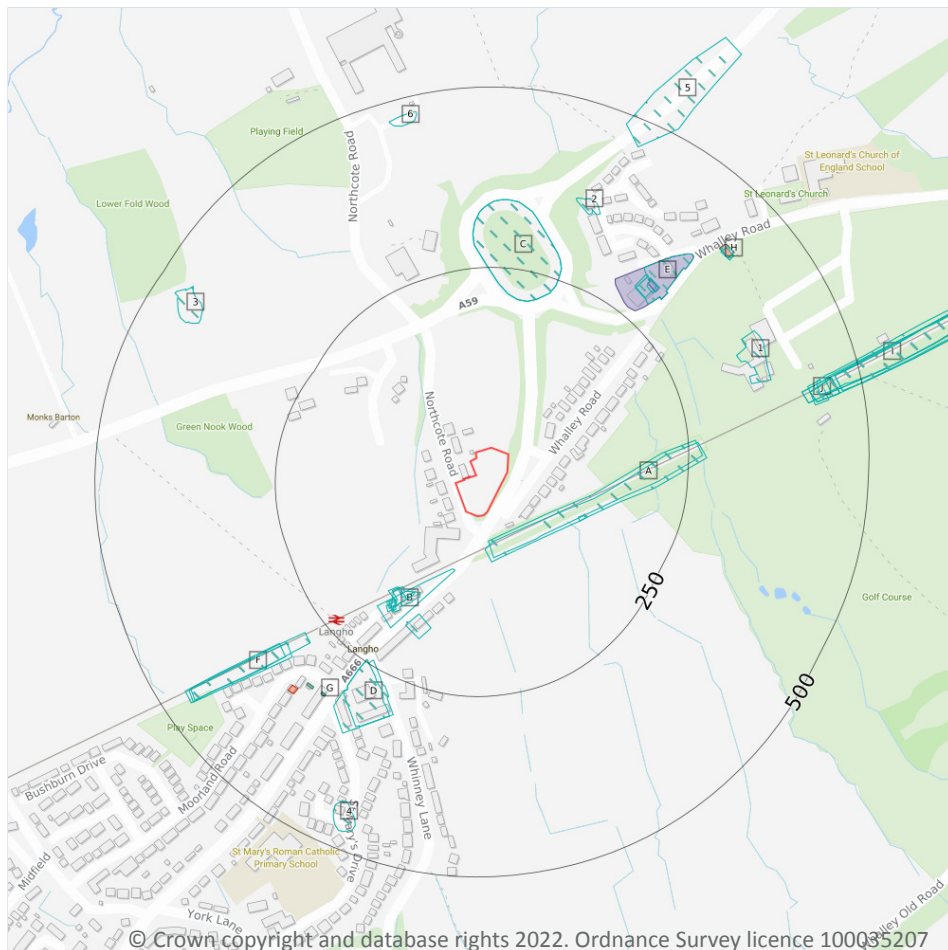 5
6
Playing Field
Northcote Road
St Leonard's Church of
England School
St Leonard's Church
2
Lower Fold Wood
Whalley Road
H
C
E
3
A59
1
I
J
Northcote Road
Whalley Road
Monks Barton
Green Nook Wood
A
250
B
Golf Course
Langho
Langho
F
A666
G
D
500
Play Space
Bushburn Drive
Moorland Road
Whinney Lane
4
St Mary's Roman Catholic
Primary School
Midfield
York Lane
Whalley Old Road
© Crown copyright and database rights 2022. Ordnance Survey licence 100035207